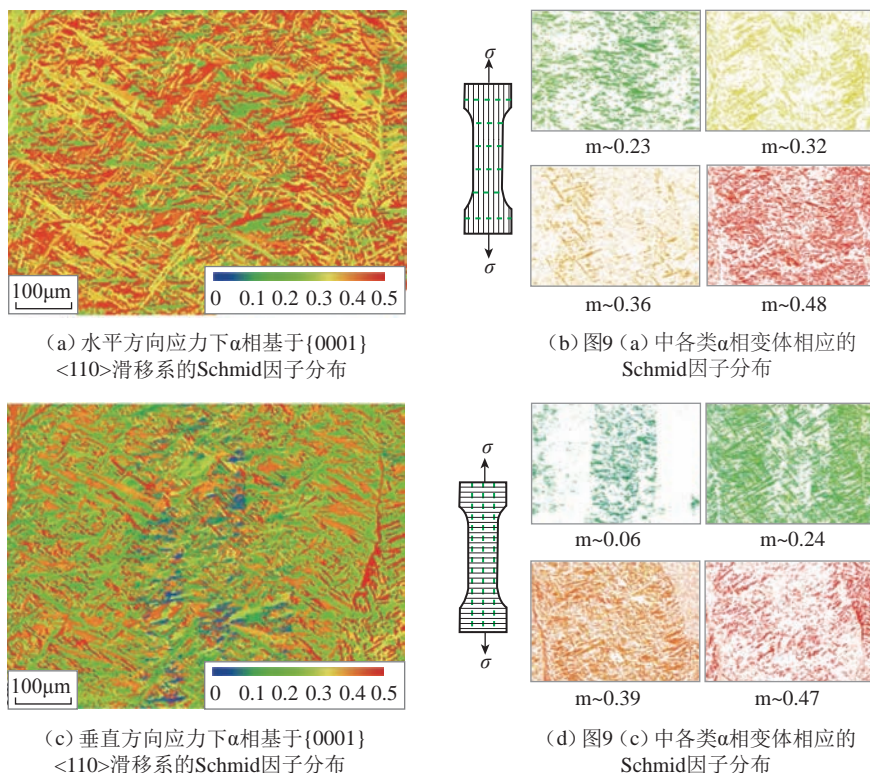 σ
σ
100μm
0 0.1 0.2 0.3 0.4 0.5
m~0.23
m~0.32
m~0.36
m~0.48
（a）水平方向应力下α相基于{0001}
<110>滑移系的Schmid因子分布
（b）图9（a）中各类α相变体相应的
Schmid因子分布
σ
σ
100μm
0 0.1 0.2 0.3 0.4 0.5
m~0.06
m~0.24
m~0.39
m~0.47
（c）垂直方向应力下α相基于{0001}
<110>滑移系的Schmid因子分布
（d）图9（c）中各类α相变体相应的
Schmid因子分布